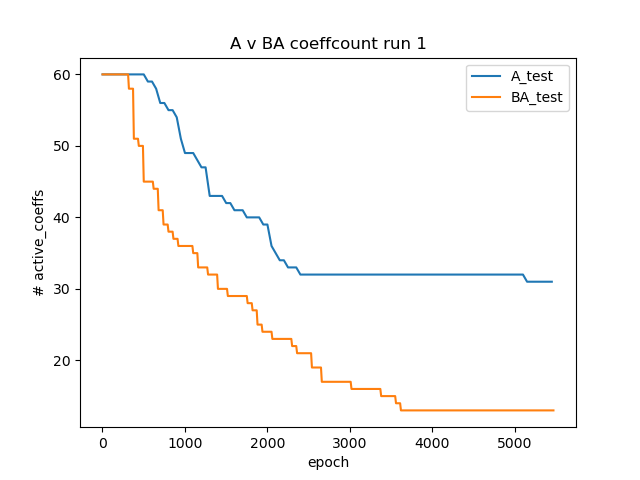 A v BA coeffcount run 1
A_test
BA_test
60
50
40
30
20
# active_coeffs
0 1000 2000 3000 4000 5000
epoch